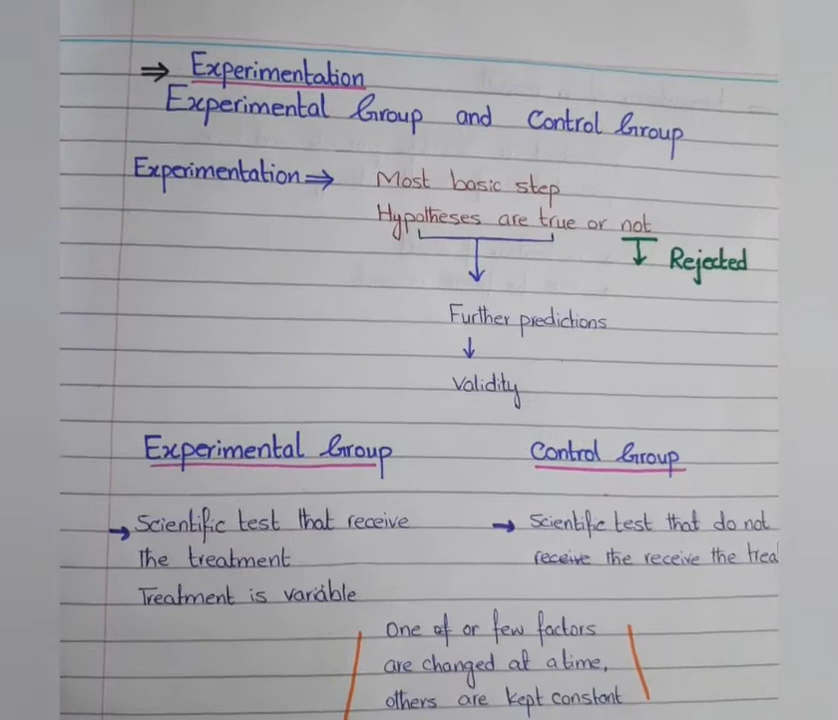 ⇒ Experimentation
Experimental Group and Control Group
Experimentation ⇒ Most basic step
Hypotheses are true or not
↓ Rejected
↓
Further predictions
↓
Validity
Experimental Group Control Group
→ Scientific test that receive → Scientific test that do not
the treatment receive the receive the trea
Treatment is variable
One of or few factors
are changed at a time,
others are kept constant